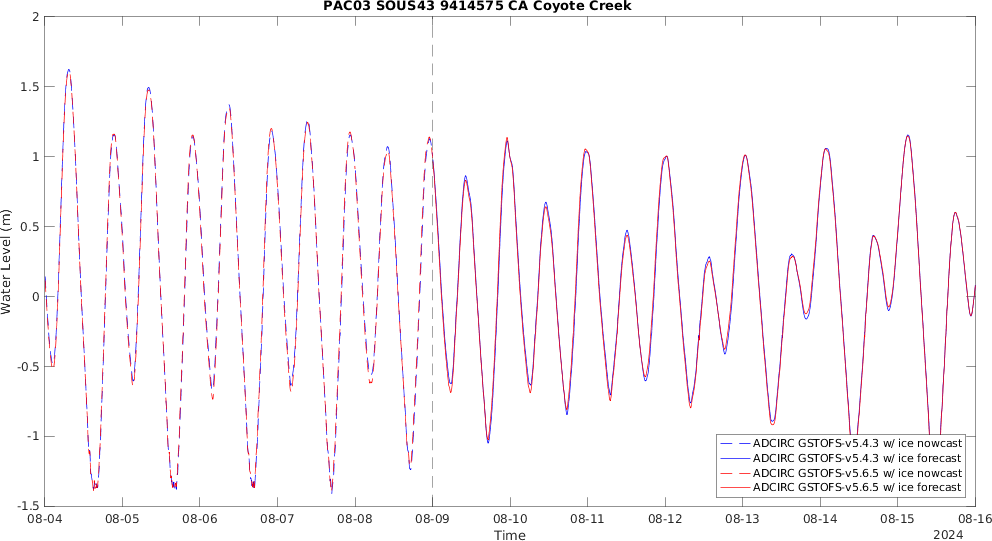 PAC03 SOUS43 9414575 CA Coyote Creek
2
1.5
1
0.5
0
-0.5
-1
-1.5
Water Level (m)
ADCIRC GSTOFS-v5.4.3 w/ ice nowcast
ADCIRC GSTOFS-v5.4.3 w/ ice forecast
ADCIRC GSTOFS-v5.6.5 w/ ice nowcast
ADCIRC GSTOFS-v5.6.5 w/ ice forecast
08-04 08-05 08-06 08-07 08-08 08-09 08-10 08-11 08-12 08-13 08-14 08-15 08-16
Time
2024